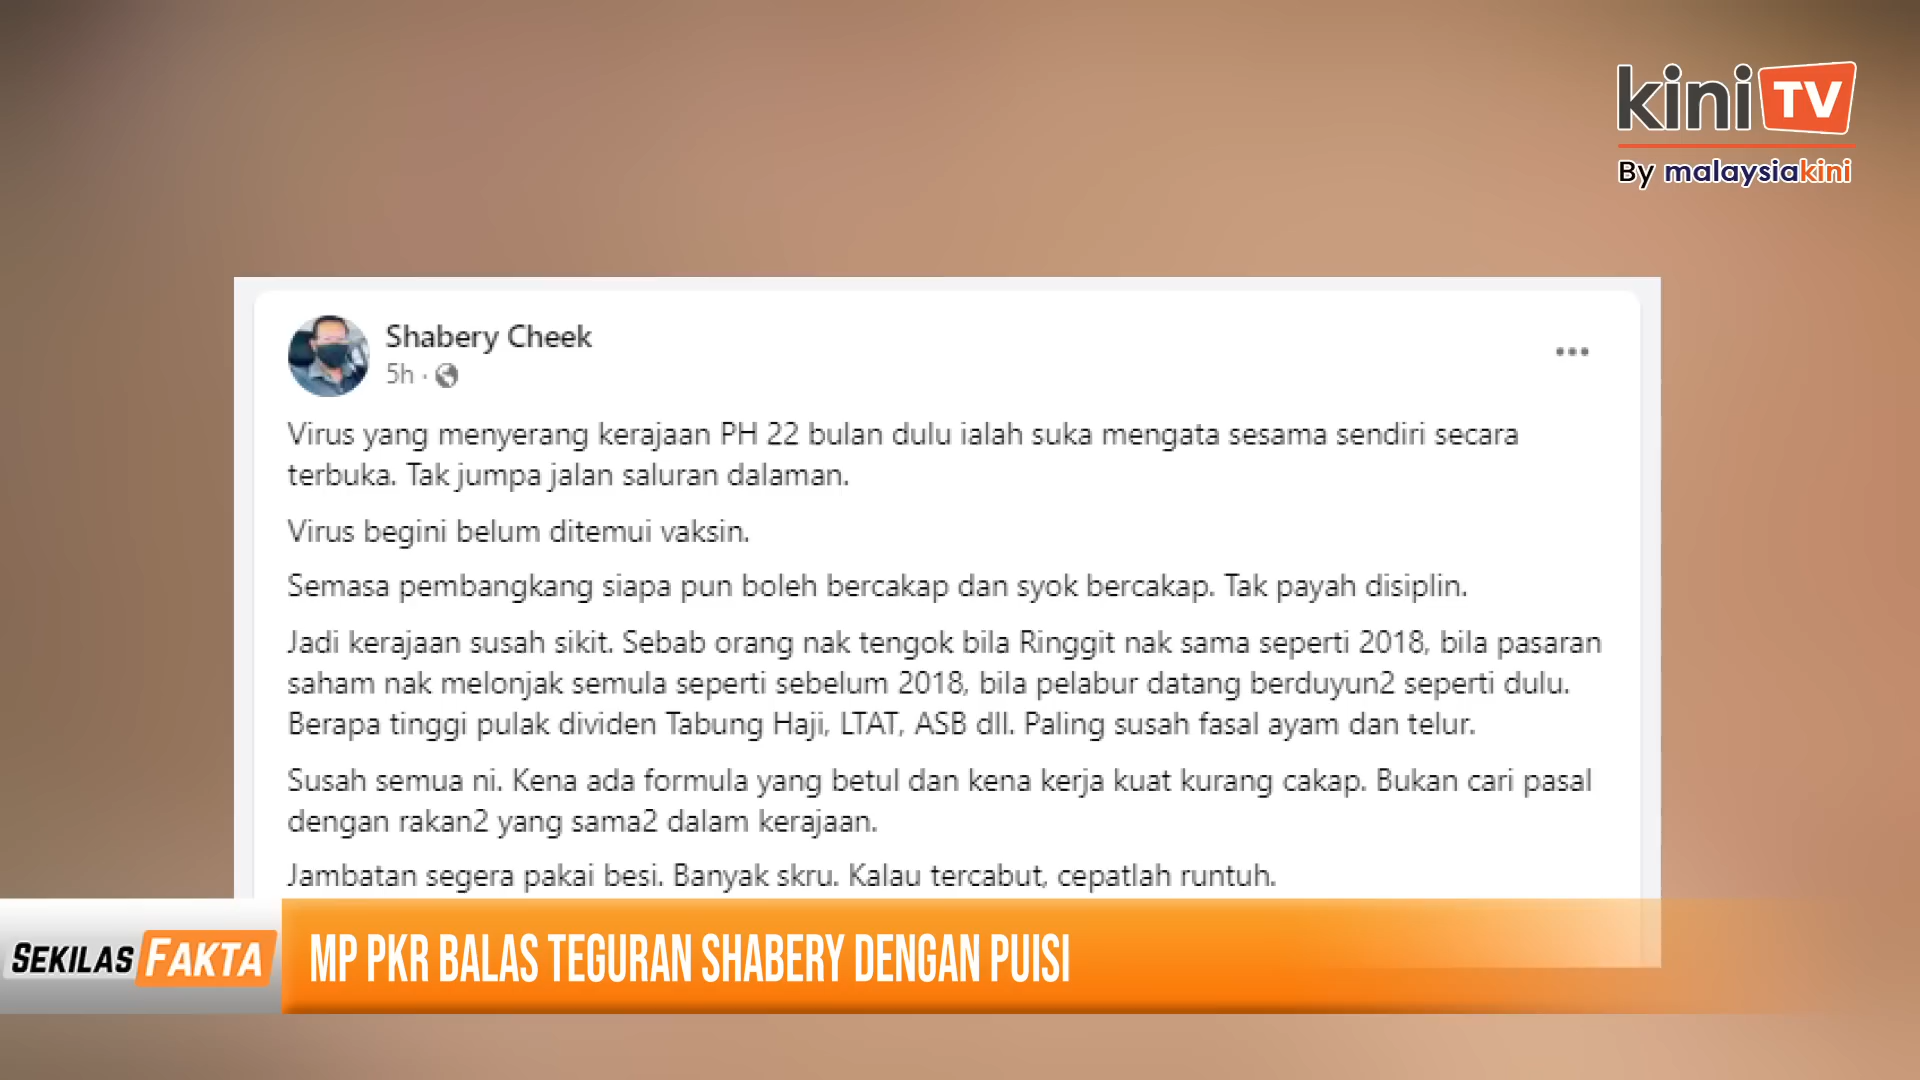 kini TV
By malaysiakini
Shabery Cheek
5h ·
Virus yang menyerang kerajaan PH 22 bulan dulu ialah suka mengata sesama sendiri secara
terbuka. Tak jumpa jalan saluran dalaman.
Virus begini belum ditemui vaksin.
Semasa pembangkang siapa pun boleh bercakap dan syok bercakap. Tak payah disiplin.
Jadi kerajaan susah sikit. Sebab orang nak tengok bila Ringgit nak sama seperti 2018, bila pasaran
saham nak melonjak semula seperti sebelum 2018, bila pelabur datang berduyun2 seperti dulu.
Berapa tinggi pulak dividen Tabung Haji, LTAT, ASB dll. Paling susah fasal ayam dan telur.
Susah semua ni. Kena ada formula yang betul dan kena kerja kuat kurang cakap. Bukan cari pasal
dengan rakan2 yang sama2 dalam kerajaan.
Jambatan segera pakai besi. Banyak skru. Kalau tercabut, cepatlah runtuh.
SEKILAS FAKTA
MP PKR BALAS TEGURAN SHABERY DENGAN PUISI